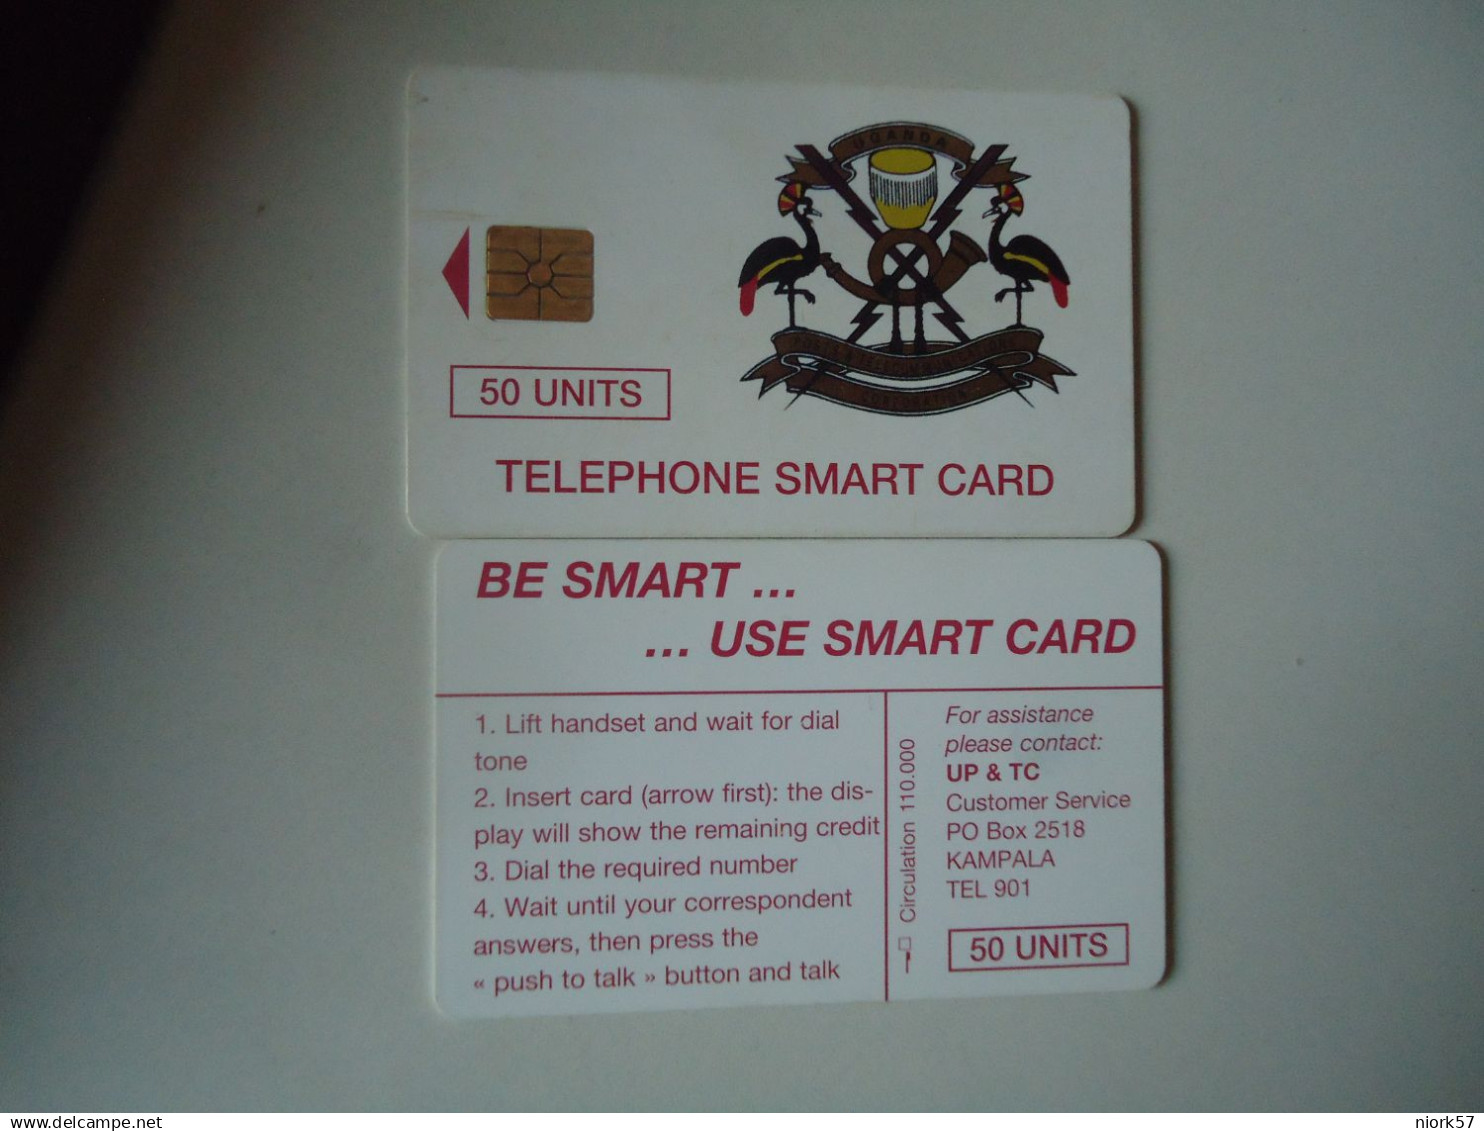 UGANDA
POSTS & TELECOMMUNICATIONS
CORPORATION
50 UNITS
TELEPHONE SMART CARD
BE SMART ...
... USE SMART CARD
1. Lift handset and wait for dial
tone
2. Insert card (arrow first): the dis-
play will show the remaining credit
3. Dial the required number
4. Wait until your correspondent
answers, then press the
« push to talk » button and talk
Circulation 110.000
For assistance
please contact:
UP & TC
Customer Service
PO Box 2518
KAMPALA
TEL 901
50 UNITS
www.delcampe.net
niork57